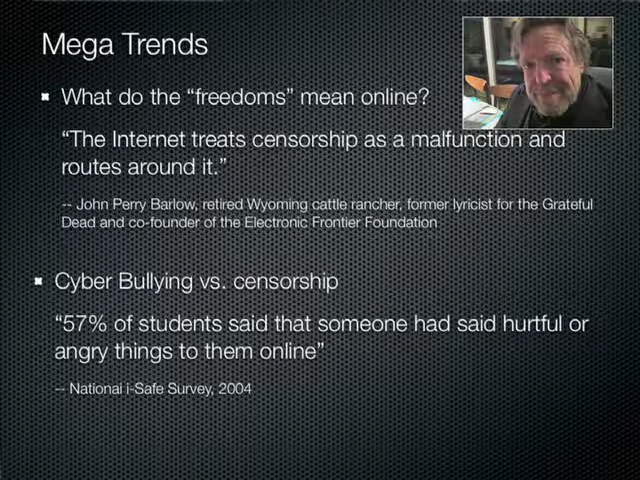 Mega Trends
What do the “freedoms” mean online?
“The Internet treats censorship as a malfunction and
routes around it.”
-- John Perry Barlow, retired Wyoming cattle rancher, former lyricist for the Grateful
Dead and co-founder of the Electronic Frontier Foundation
Cyber Bullying vs. censorship
“57% of students said that someone had said hurtful or
angry things to them online”
-- National i-Safe Survey, 2004